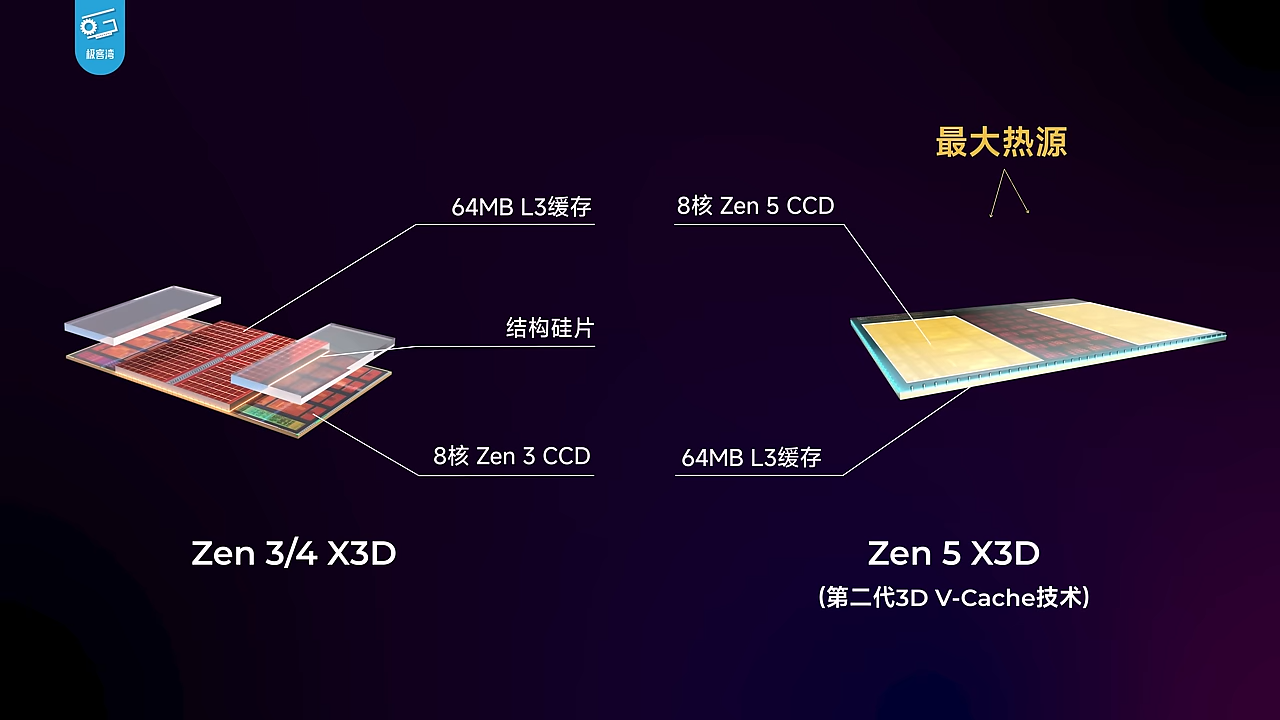 极客湾
最大热源
64MB L3缓存
8核 Zen 5 CCD
结构硅片
8核 Zen 3 CCD
64MB L3缓存
Zen 3/4 X3D
Zen 5 X3D
(第二代3D V-Cache技术)